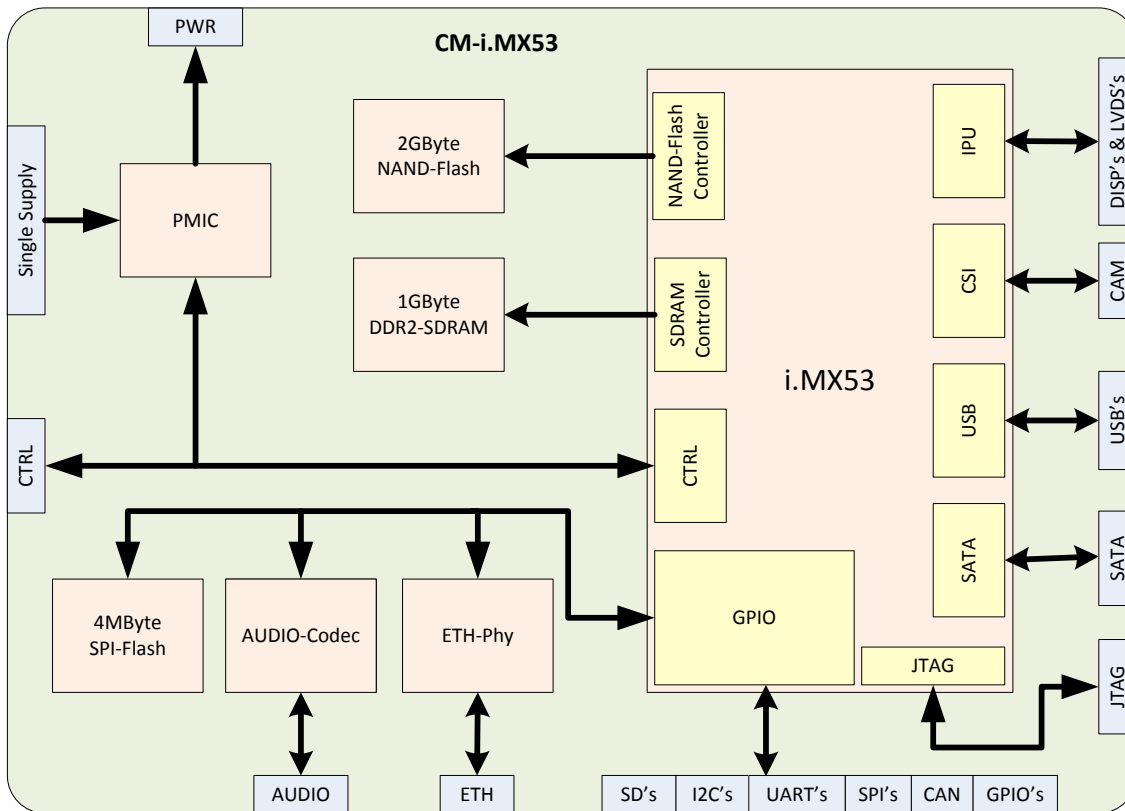 PWR
CM-i.MX53
Single Supply
PMIC
2GByte
NAND-Flash
NAND-Flash
Controller
IPU
DISP's & LVDS's
1GByte
DDR2-SDRAM
SDRAM
Controller
CSI
CAM
i.MX53
USB
USB's
CTRL
CTRL
SATA
SATA
4MByte
SPI-Flash
AUDIO-Codec
ETH-Phy
GPIO
JTAG
JTAG
AUDIO
ETH
SD's
I2C's
UART's
SPI's
CAN
GPIO's